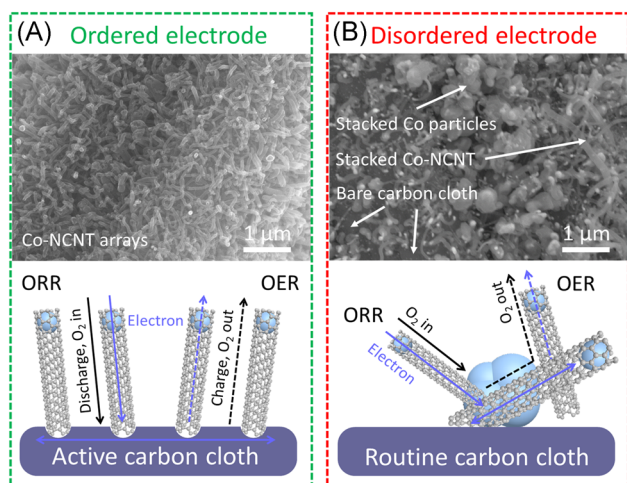 (A) Ordered electrode
Co-NCNT arrays
1 μm
ORR
OER
Discharge, O₂ in
Electron
Charge, O₂ out
Active carbon cloth
(B) Disordered electrode
Stacked Co particles
Stacked Co-NCNT
Bare carbon cloth
1 μm
ORR
OER
O₂ in
Electron
O₂ out
Routine carbon cloth